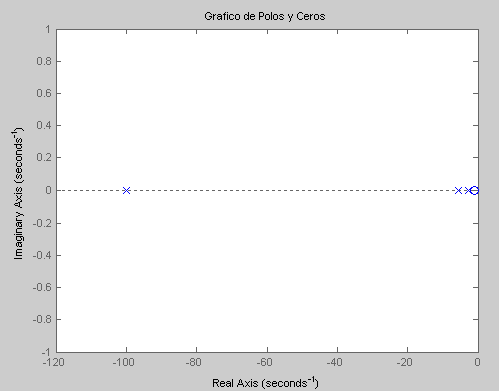 Grafico de Polos y Ceros
1
0.8
0.6
0.4
0.2
0
-0.2
-0.4
-0.6
-0.8
-1
Imaginary Axis (seconds⁻¹)
-120 -100 -80 -60 -40 -20 0
Real Axis (seconds⁻¹)